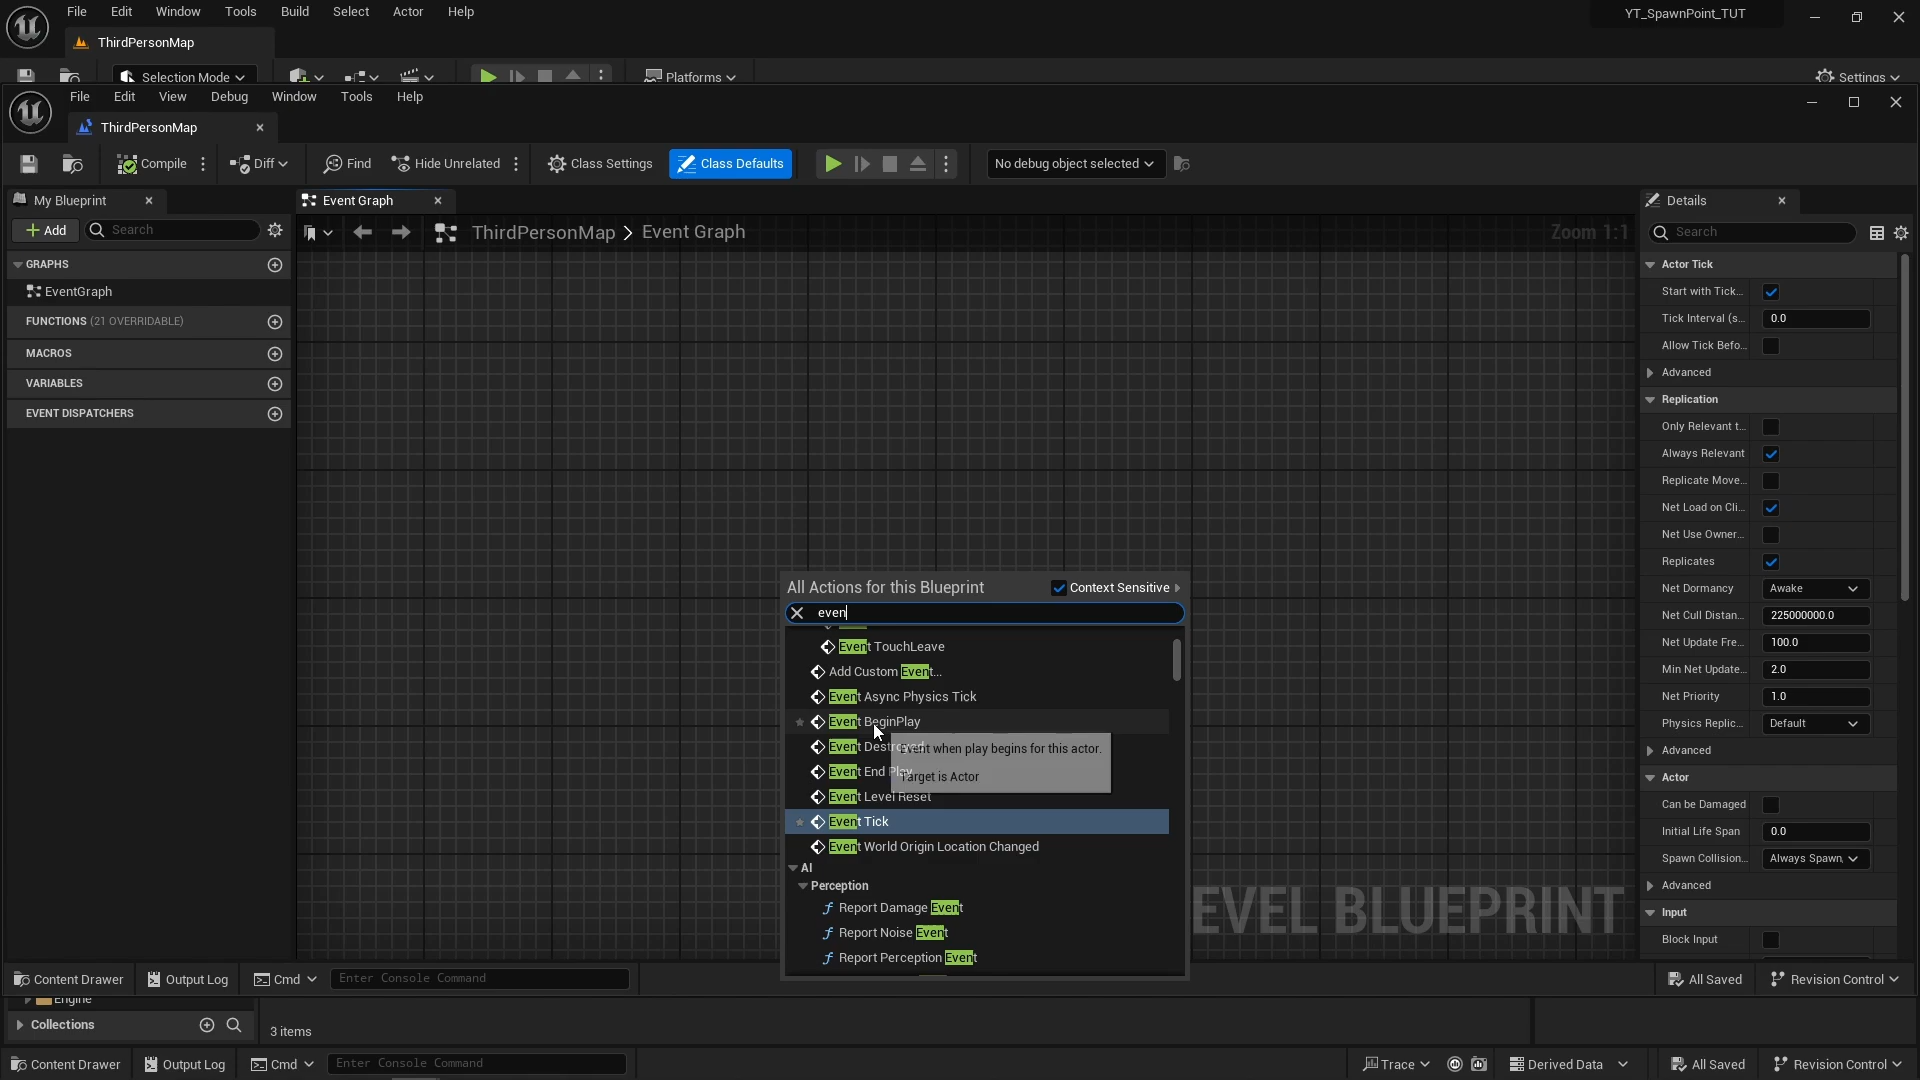 File Edit Window Tools Build Select Actor Help
YT_SpawnPoint_TUT
ThirdPersonMap
Selection Mode
Platforms
Settings
File Edit View Debug Window Tools Help
ThirdPersonMap
Compile
Diff
Find
Hide Unrelated
Class Settings
Class Defaults
No debug object selected
My Blueprint
Event Graph
Details
Add
Search
ThirdPersonMap > Event Graph
Zoom 1:1
Search
GRAPHS
EventGraph
FUNCTIONS (21 OVERRIDABLE)
MACROS
VARIABLES
EVENT DISPATCHERS
All Actions for this Blueprint
Context Sensitive
even
Event TouchLeave
Add Custom Event...
Event Async Physics Tick
Event BeginPlay
Event Destroyed
Event End Play
Event Level Reset
Event Tick
Event World Origin Location Changed
AI
Perception
Report Damage Event
Report Noise Event
Report Perception Event
Event when play begins for this actor.
Target is Actor
EVEL BLUEPRINT
Actor Tick
Start with Tick...
Tick Interval (s... 0.0
Allow Tick Befo...
Advanced
Replication
Only Relevant t...
Always Relevant
Replicate Move...
Net Load on Cli...
Net Use Owner...
Replicates
Net Dormancy Awake
Net Cull Distan... 225000000.0
Net Update Fre... 100.0
Min Net Update... 2.0
Net Priority 1.0
Physics Replic... Default
Advanced
Actor
Can be Damaged
Initial Life Span 0.0
Spawn Collision... Always Spawn,
Advanced
Input
Block Input
Content Drawer
Output Log
Cmd
Enter Console Command
All Saved
Revision Control
Engine
Collections
3 items
Content Drawer
Output Log
Cmd
Enter Console Command
Trace
Derived Data
All Saved
Revision Control